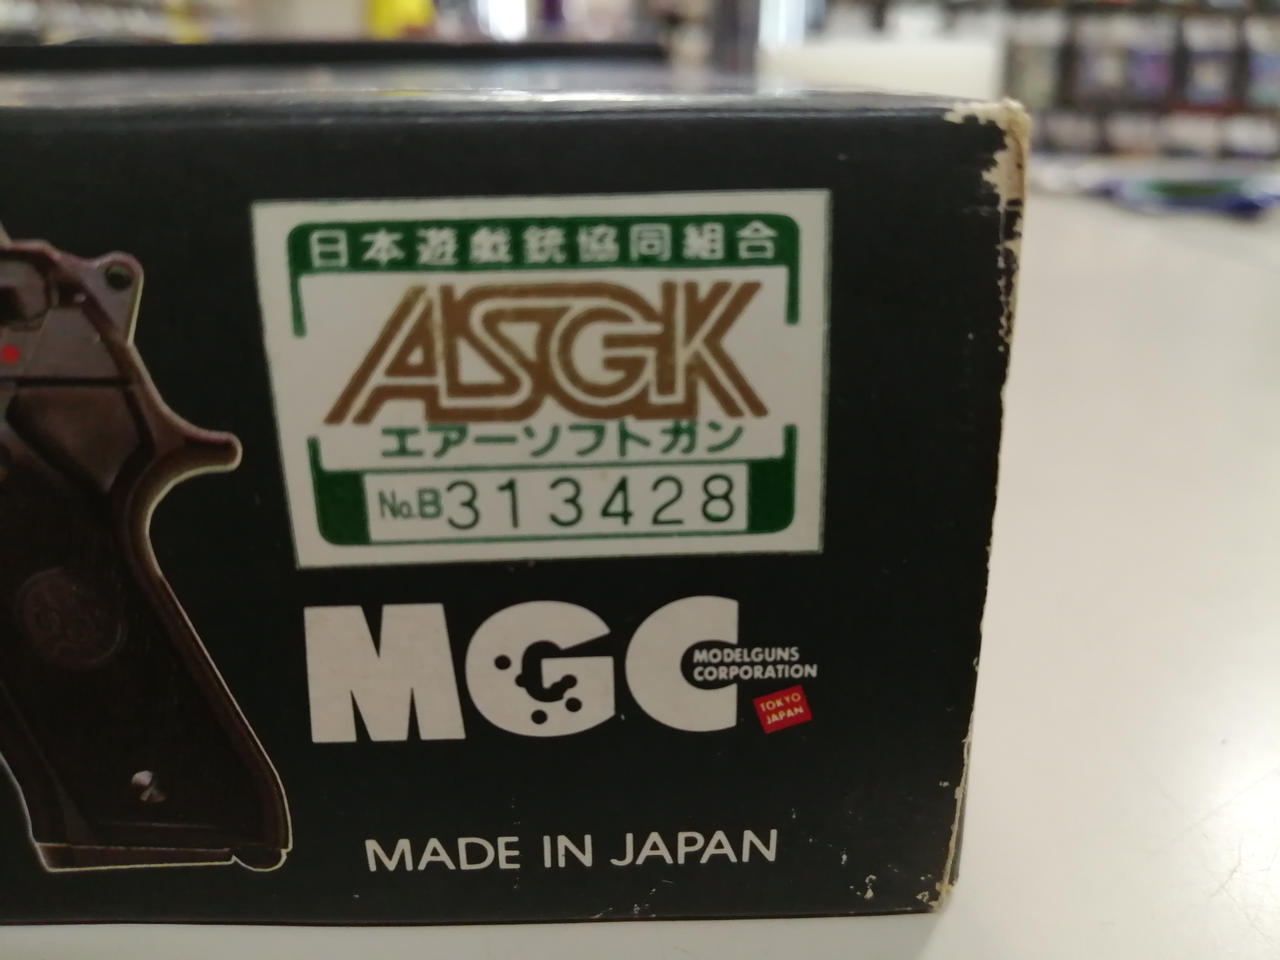 日本遊戯銃協同組合
ASGK
エアーソフトガン
No.B313428
MGC
MODELGUNS
CORPORATION
TOKYO
JAPAN
MADE IN JAPAN